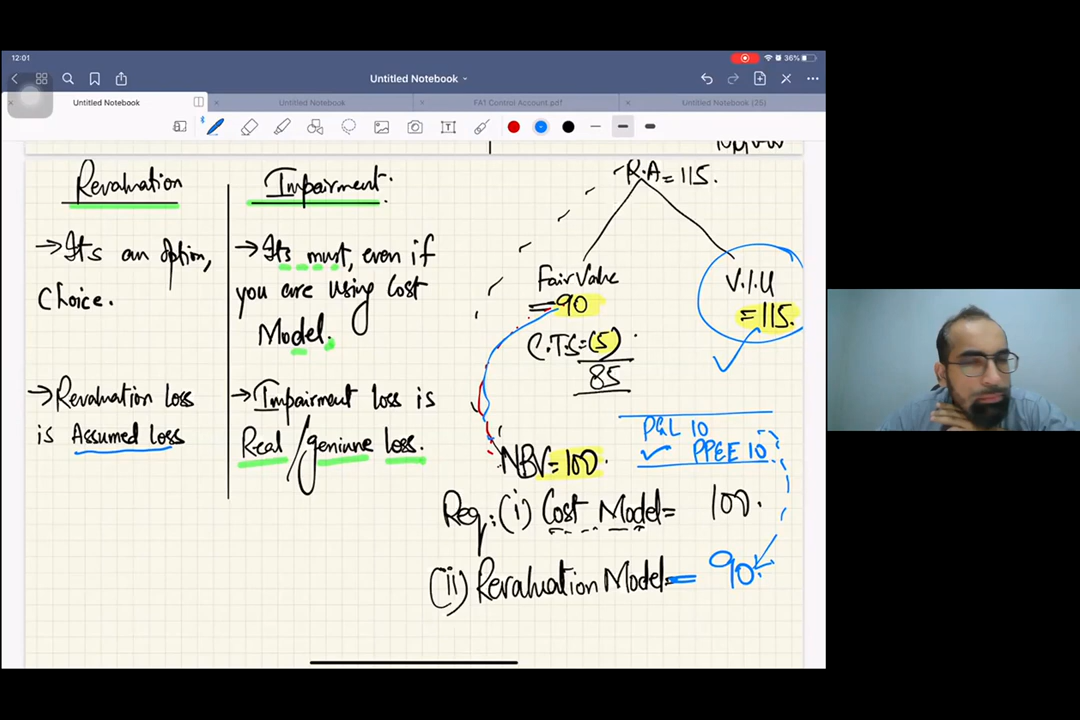 12:01
36%
Untitled Notebook
Untitled Notebook
Untitled Notebook
FA1 Control Account.pdf
Untitled Notebook (25)
Revaluation
→ Its an option,
Choice.
→ Revaluation Loss
is Assumed Loss
Impairment:
→ Its must, even if
you are using Cost
Model.
→ Impairment loss is
Real/geniune loss.
R.A = 115.
Fair Value
= 90
C.T.S = (5)
85
V.I.U
= 115.
NBV = 100.
P&L 10
PP&E 10
Req: (i) Cost Model = 100.
(ii) Revaluation Model = 90.